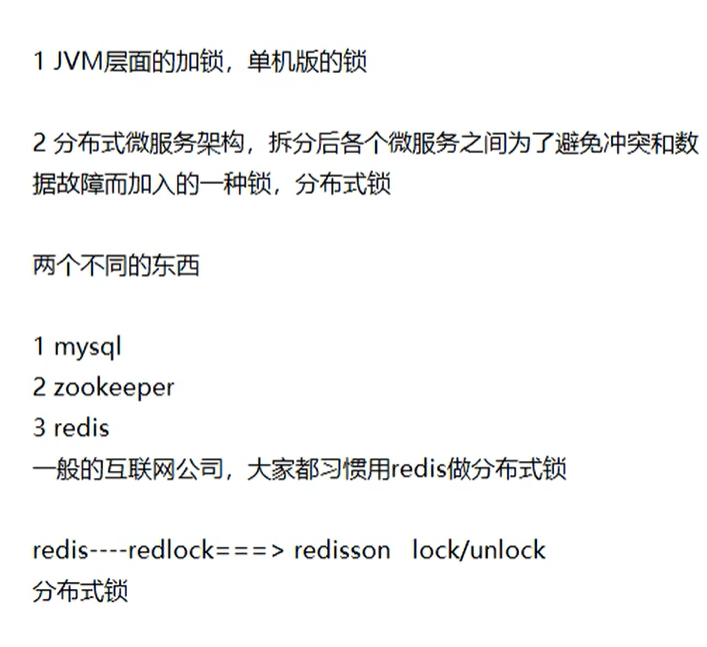 1 JVM层面的加锁，单机版的锁
2 分布式微服务架构，拆分后各个微服务之间为了避免冲突和数
据故障而加入的一种锁，分布式锁
两个不同的东西
1 mysql
2 zookeeper
3 redis
一般的互联网公司，大家都习惯用redis做分布式锁
redis----redlock===> redisson   lock/unlock
分布式锁